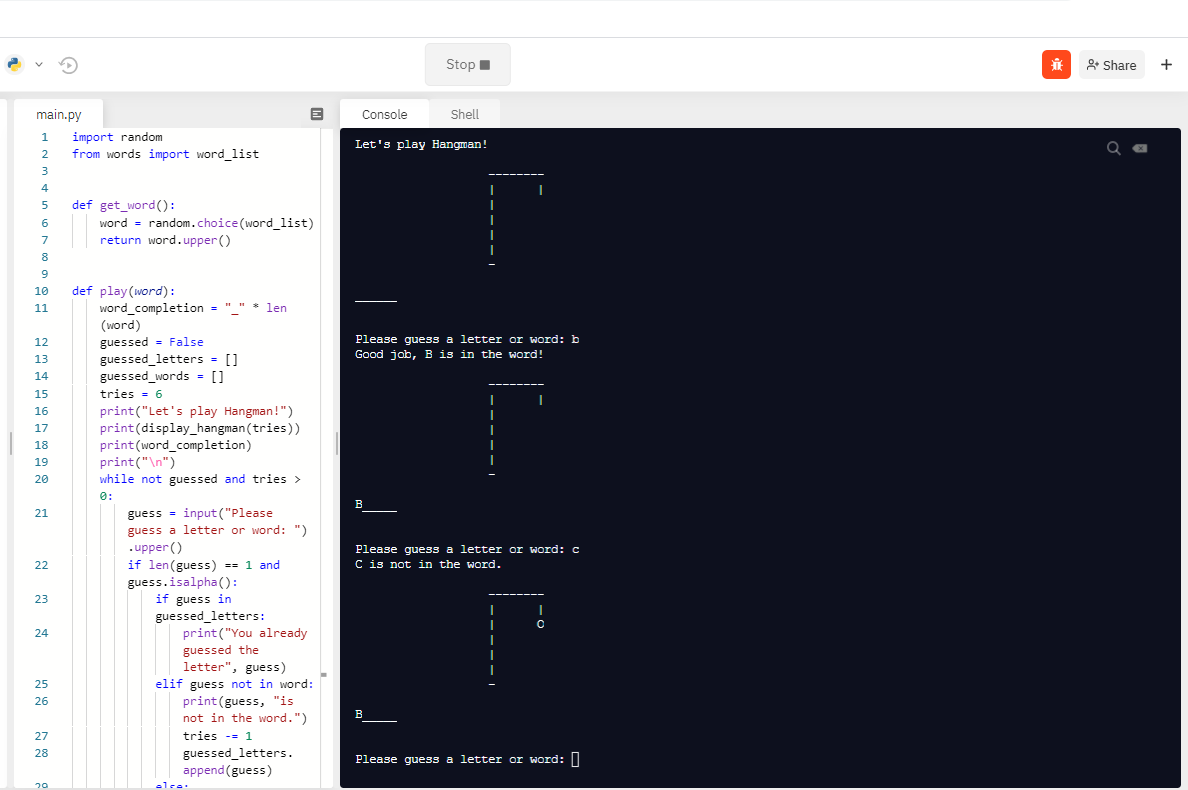 Stop
Share
+
main.py
1 import random
2 from words import word_list
3
4
5 def get_word():
6 word = random.choice(word_list)
7 return word.upper()
8
9
10 def play(word):
11 word_completion = "_" * len
(word)
12 guessed = False
13 guessed_letters = []
14 guessed_words = []
15 tries = 6
16 print("Let's play Hangman!")
17 print(display_hangman(tries))
18 print(word_completion)
19 print("\n")
20 while not guessed and tries >
0:
21 guess = input("Please
guess a letter or word: ")
.upper()
22 if len(guess) == 1 and
guess.isalpha():
23 if guess in
guessed_letters:
24 print("You already
guessed the
letter", guess)
25 elif guess not in word:
26 print(guess, "is
not in the word.")
27 tries -= 1
28 guessed_letters.
append(guess)
29 else:
Console
Shell
Let's play Hangman!
--------
| |
|
|
|
|
-
______
Please guess a letter or word: b
Good job, B is in the word!
--------
| |
|
|
|
|
-
B_____
Please guess a letter or word: c
C is not in the word.
--------
| |
| O
|
|
|
-
B_____
Please guess a letter or word: